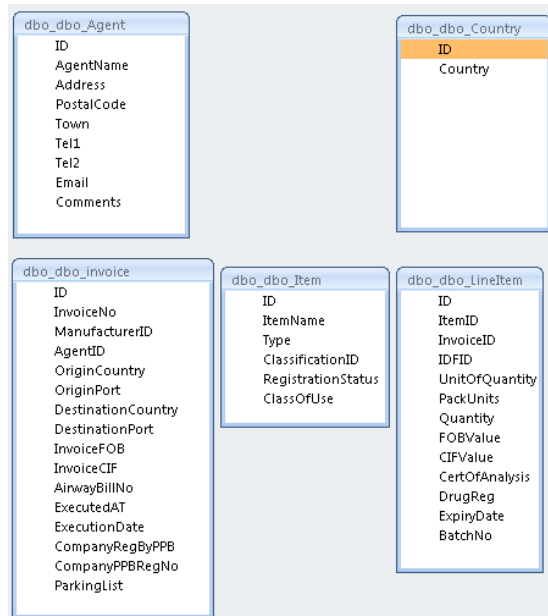 dbo_dbo_Agent
ID
AgentName
Address
PostalCode
Town
Tel1
Tel2
Email
Comments
dbo_dbo_Country
ID
Country
dbo_dbo_invoice
ID
InvoiceNo
ManufacturerID
AgentID
OriginCountry
OriginPort
DestinationCountry
DestinationPort
InvoiceFOB
InvoiceCIF
AirwayBillNo
ExecutedAT
ExecutionDate
CompanyRegByPPB
CompanyPPBRegNo
ParkingList
dbo_dbo_Item
ID
ItemName
Type
ClassificationID
RegistrationStatus
ClassOfUse
dbo_dbo_LineItem
ID
ItemID
InvoiceID
IDFID
UnitOfQuantity
PackUnits
Quantity
FOBValue
CIFValue
CertOfAnalysis
DrugReg
ExpiryDate
BatchNo